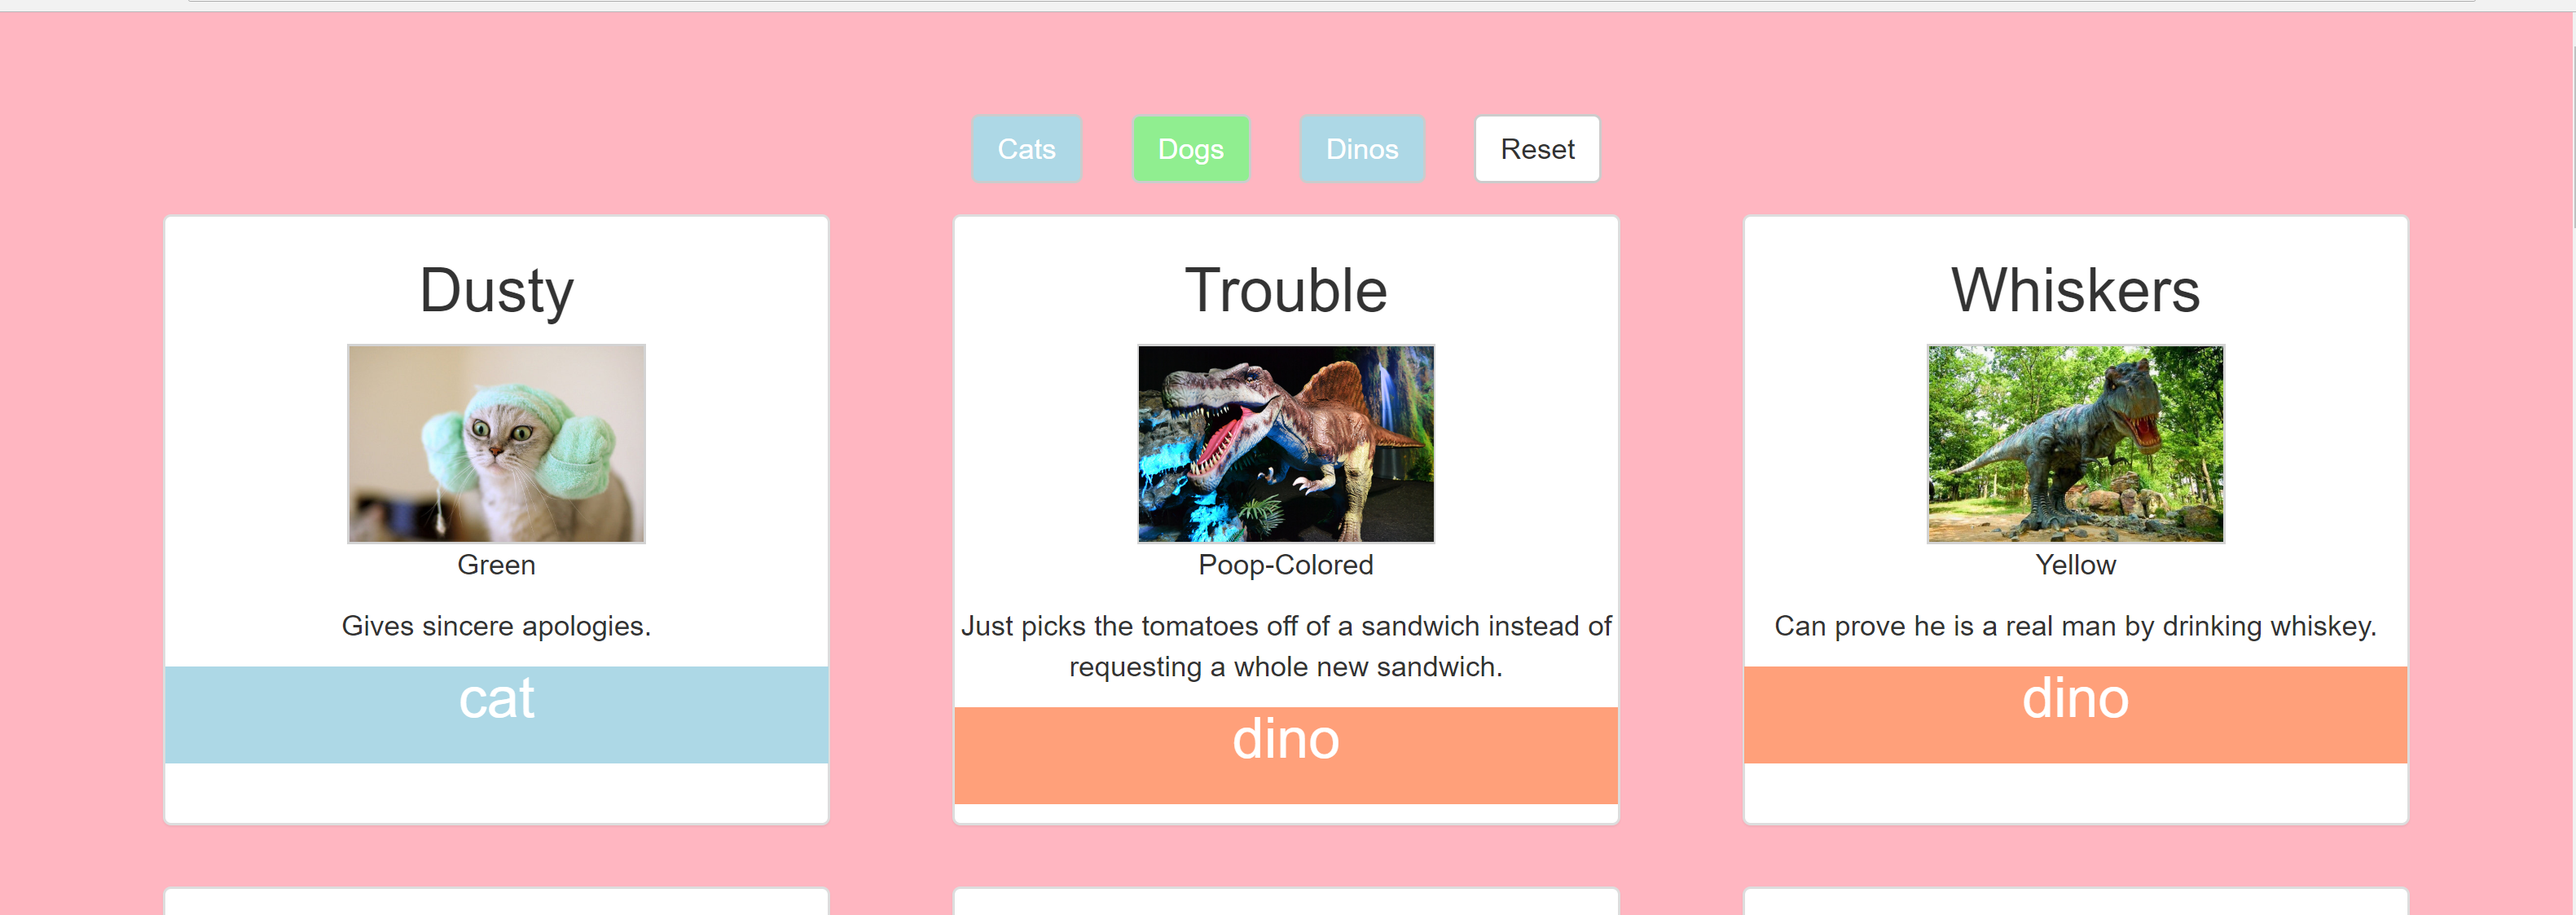 Cats Dogs Dinos Reset
Dusty
Green
Gives sincere apologies.
cat
Trouble
Poop-Colored
Just picks the tomatoes off of a sandwich instead of
requesting a whole new sandwich.
dino
Whiskers
Yellow
Can prove he is a real man by drinking whiskey.
dino